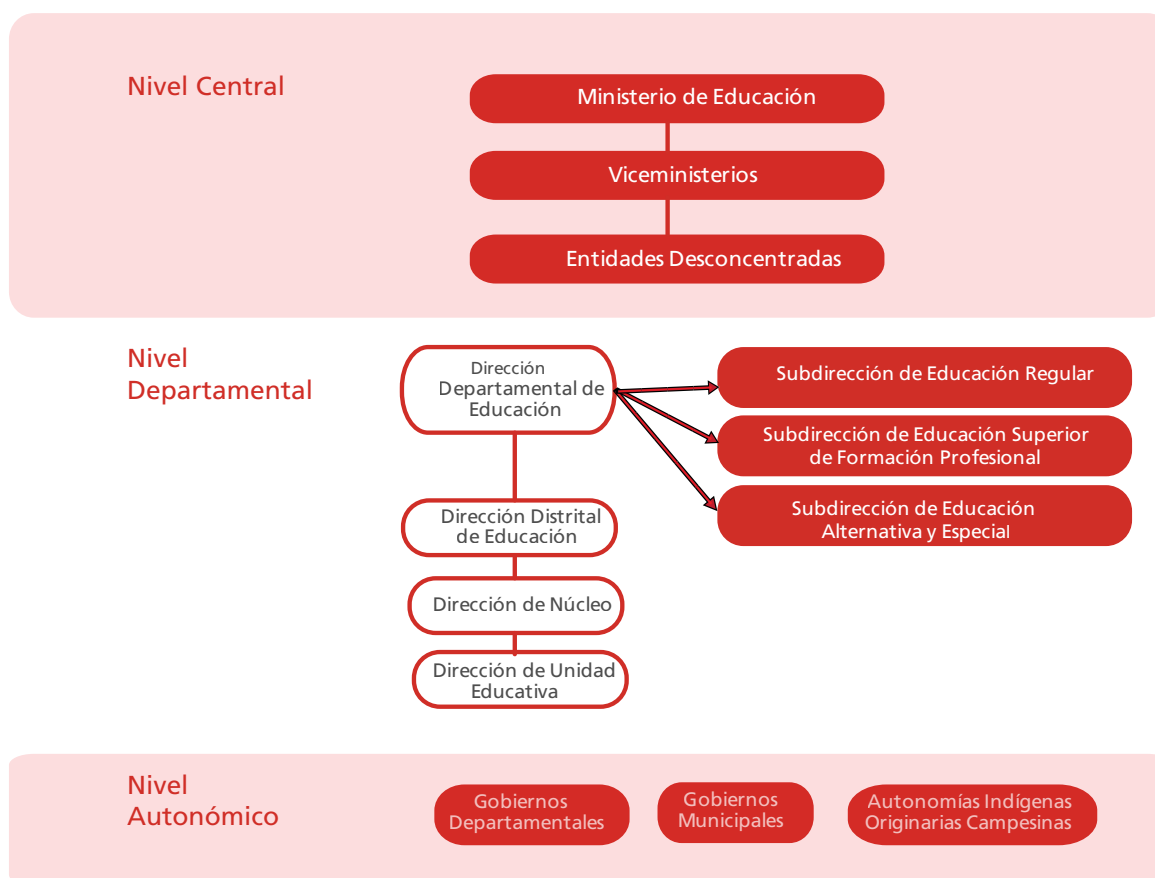 Nivel Central
Ministerio de Educación
Viceministerios
Entidades Desconcentradas
Nivel
Departamental
Dirección
Departamental de
Educación
Subdirección de Educación Regular
Subdirección de Educación Superior
de Formación Profesional
Subdirección de Educación
Alternativa y Especial
Dirección Distrital
de Educación
Dirección de Núcleo
Dirección de Unidad
Educativa
Nivel
Autonómico
Gobiernos
Departamentales
Gobiernos
Municipales
Autonomías Indígenas
Originarias Campesinas